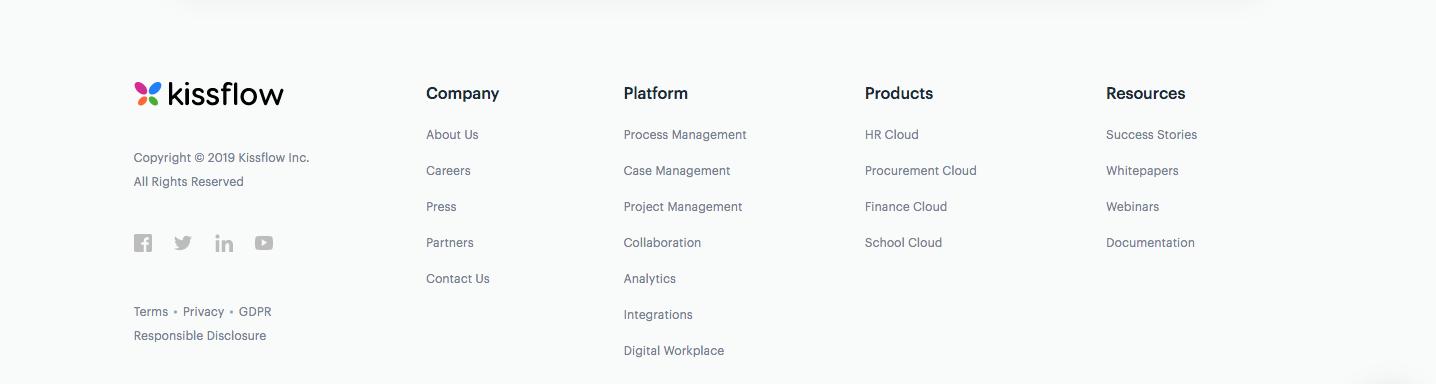 kissflow
Copyright © 2019 Kissflow Inc.
All Rights Reserved
Terms • Privacy • GDPR
Responsible Disclosure
Company
About Us
Careers
Press
Partners
Contact Us
Platform
Process Management
Case Management
Project Management
Collaboration
Analytics
Integrations
Digital Workplace
Products
HR Cloud
Procurement Cloud
Finance Cloud
School Cloud
Resources
Success Stories
Whitepapers
Webinars
Documentation